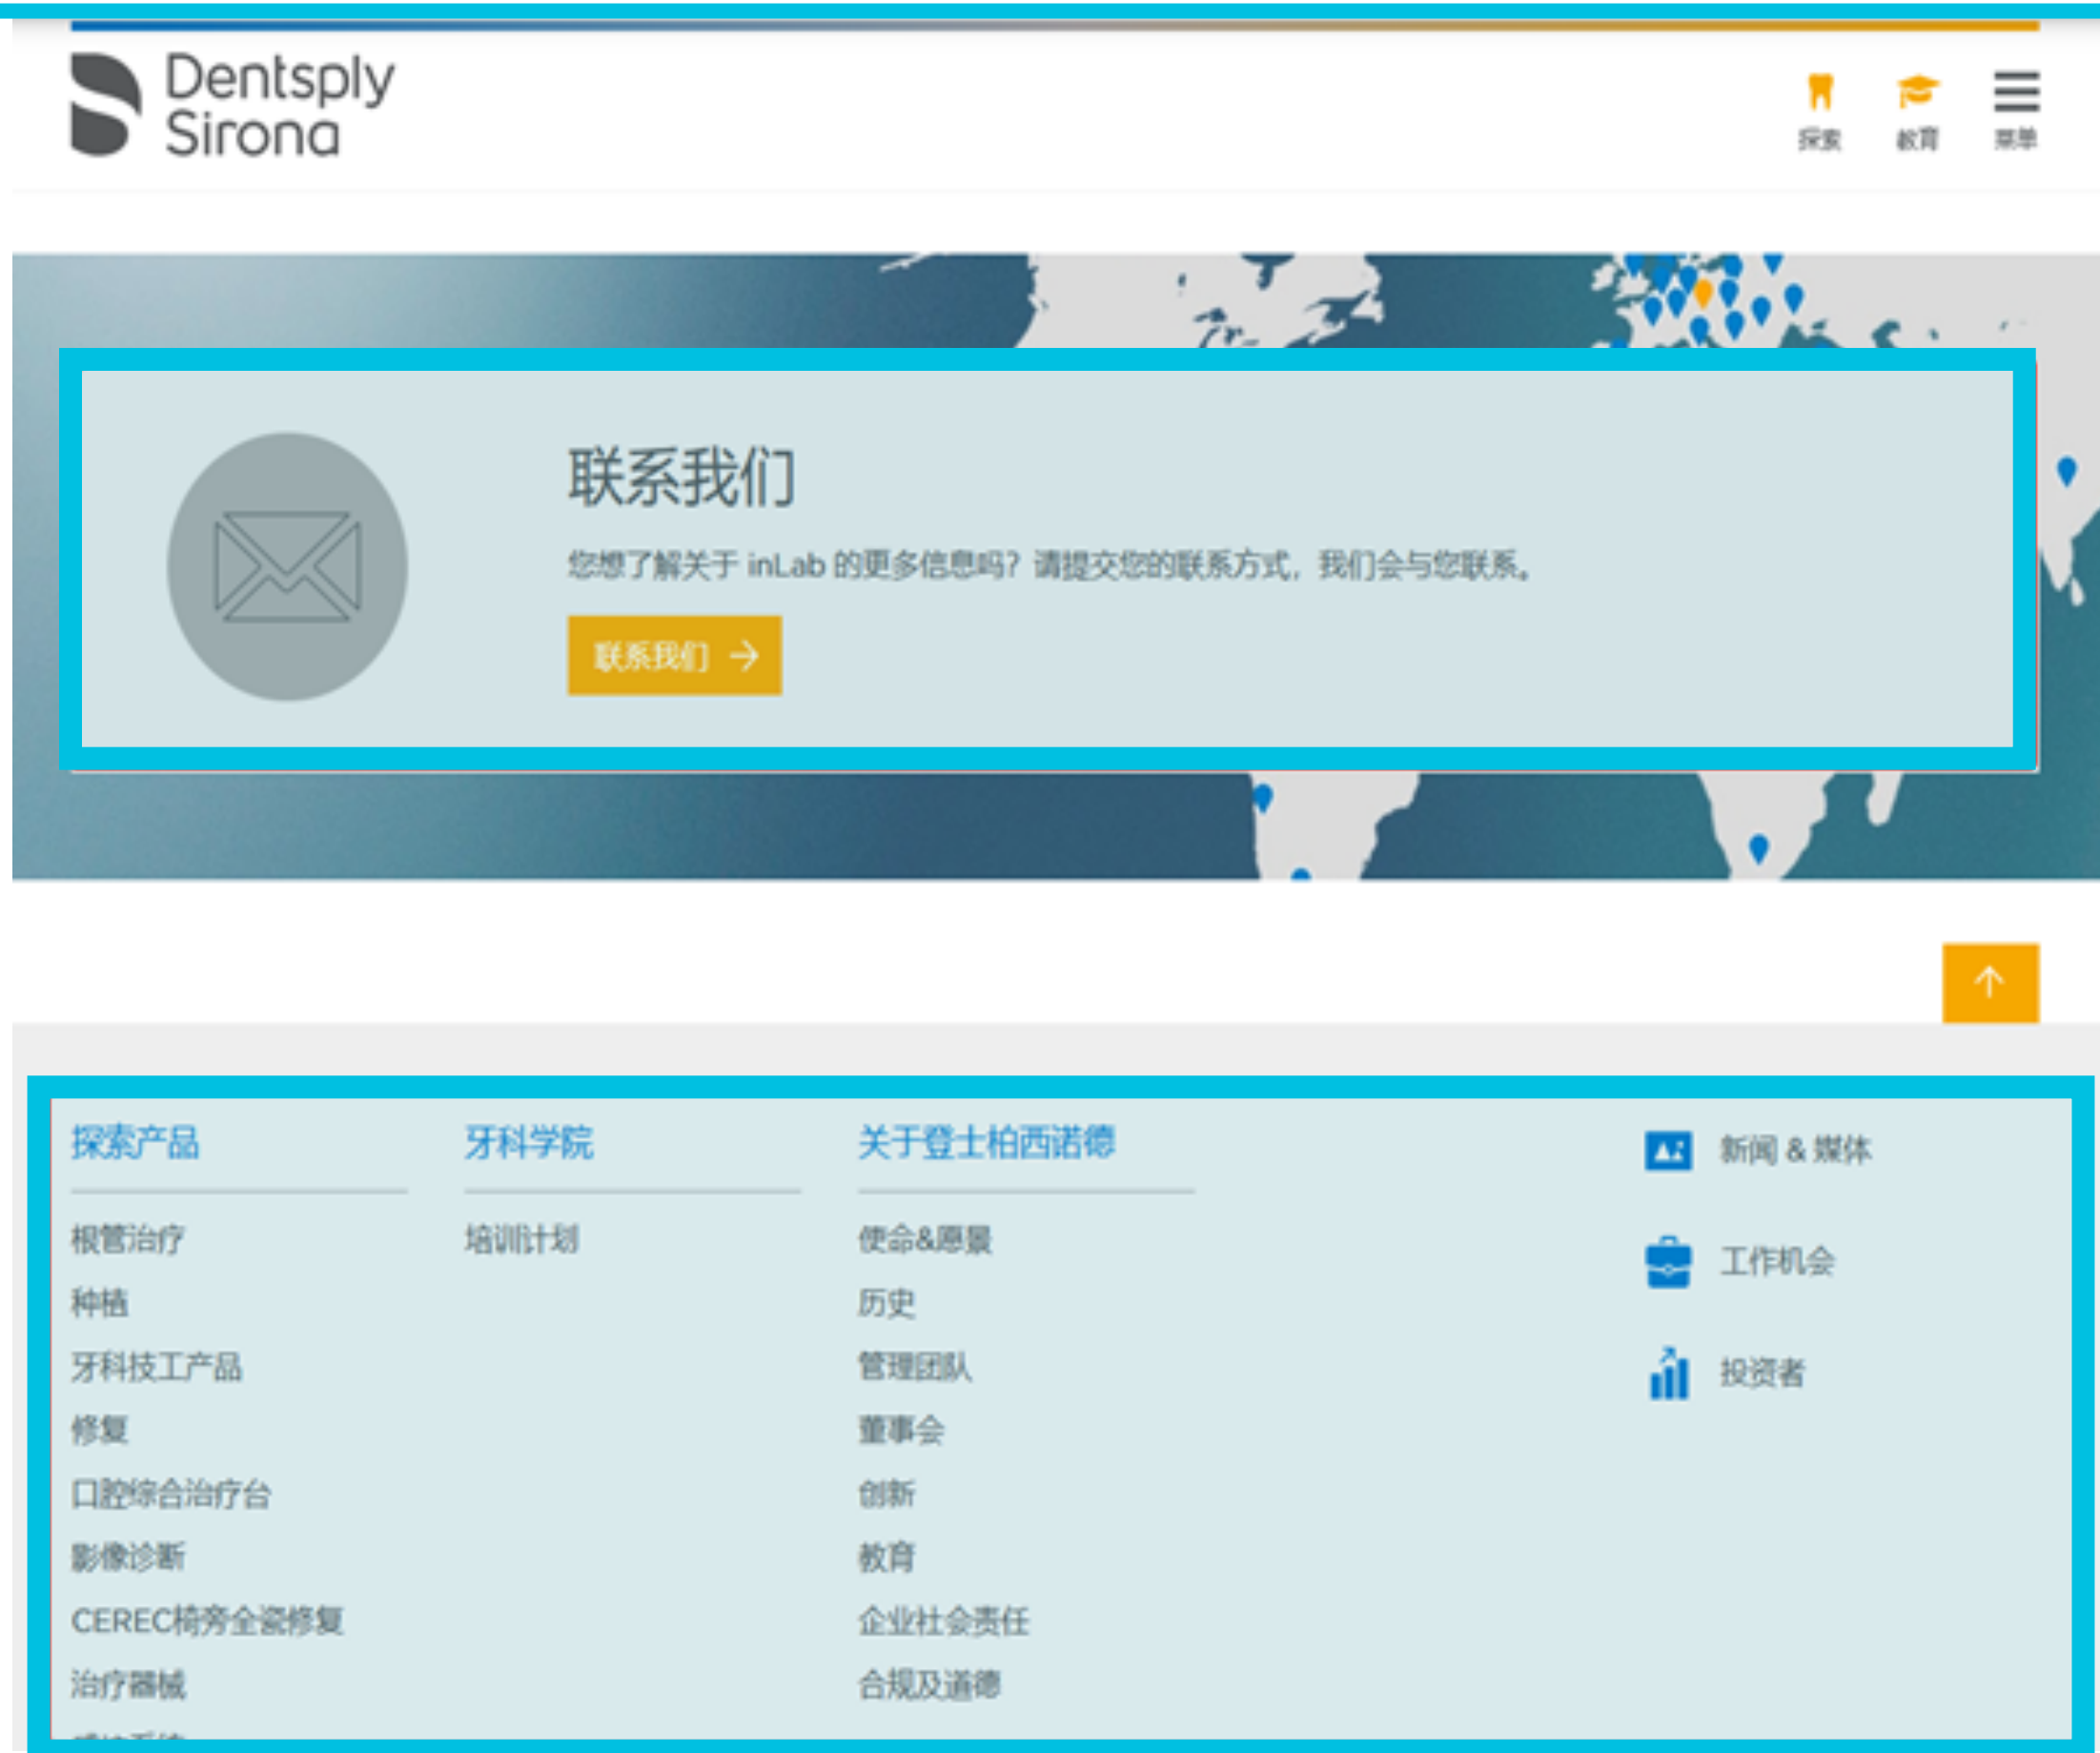 Dentsply
Sirona
探索 教育 菜单
联系我们
您想了解关于 inLab 的更多信息吗？请提交您的联系方式，我们会与您联系。
联系我们
探索产品
根管治疗
种植
牙科技工产品
修复
口腔综合治疗台
影像诊断
CEREC椅旁全瓷修复
治疗器械
牙科学院
培训计划
关于登士柏西诺德
使命&愿景
历史
管理团队
董事会
创新
教育
企业社会责任
合规及道德
新闻 & 媒体
工作机会
投资者